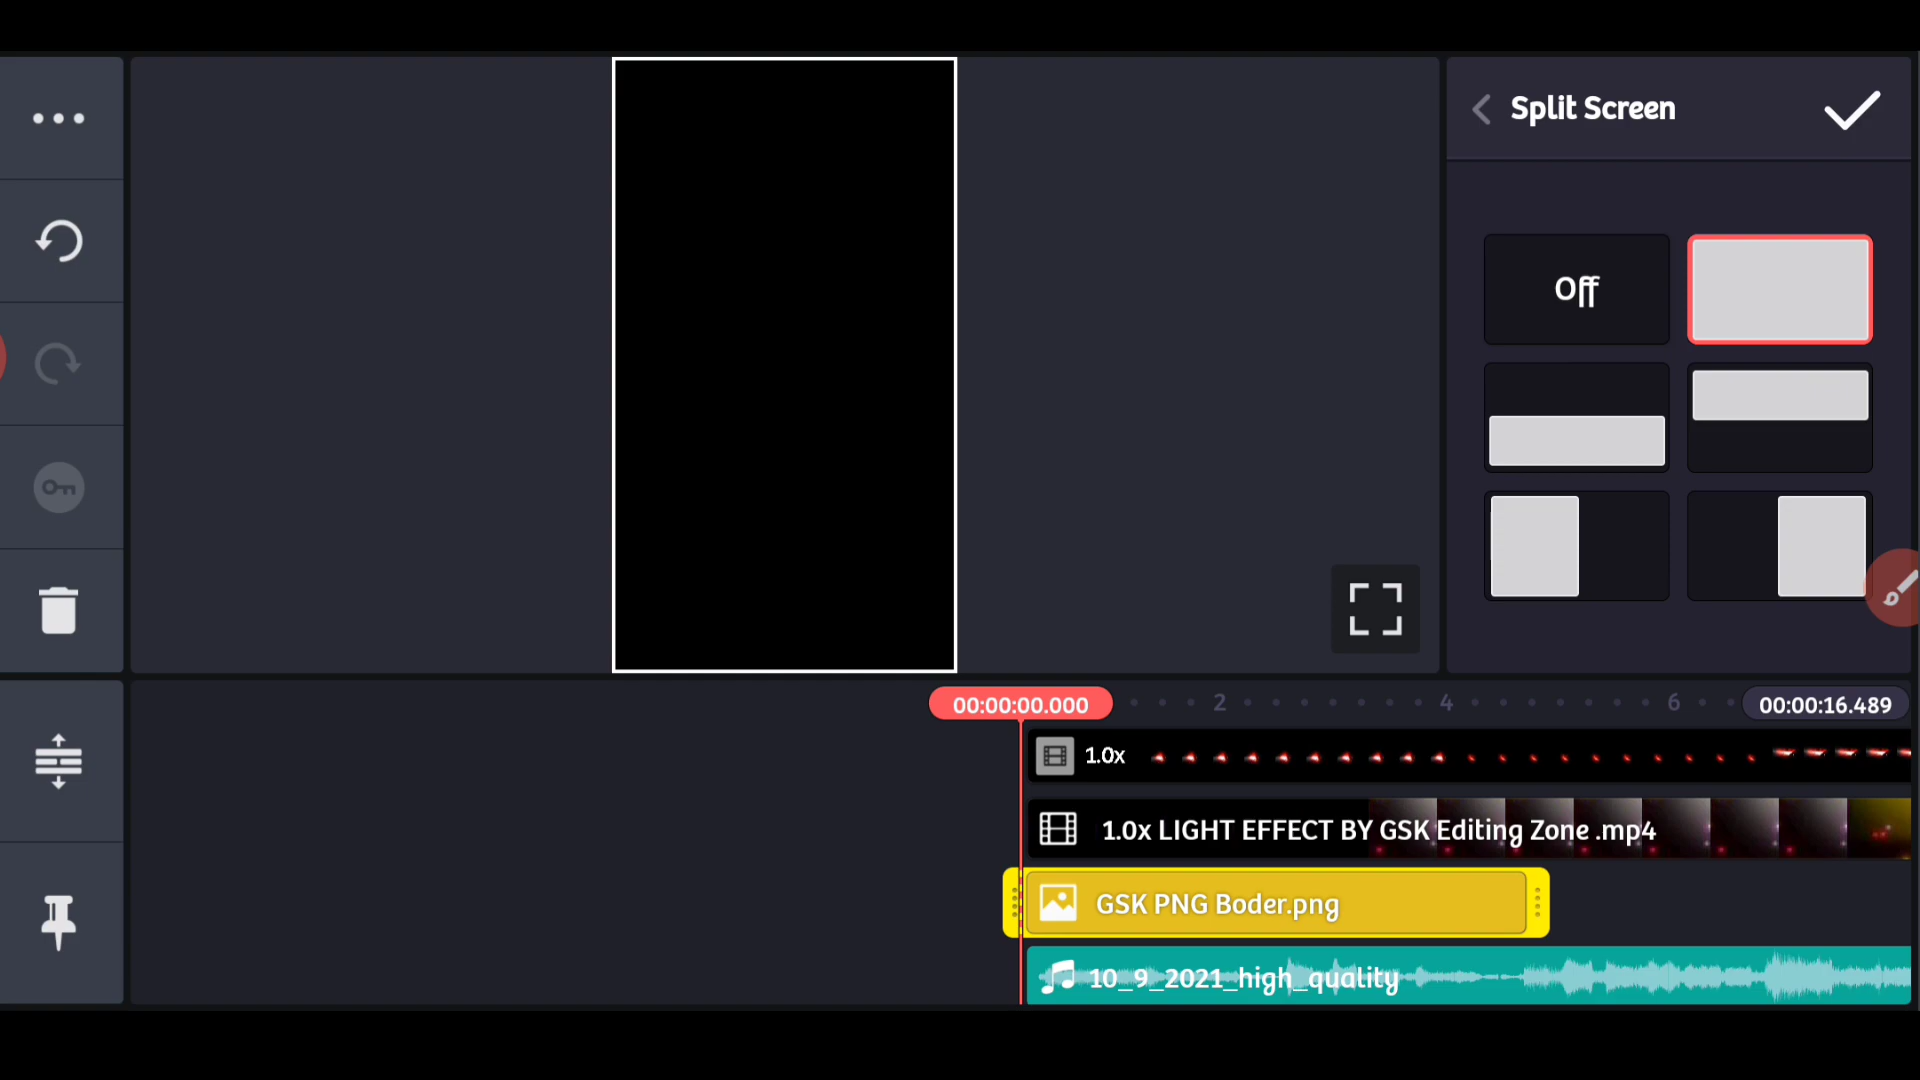 Split Screen
Off
00:00:00.000
2
4
6
00:00:16.489
1.0x
1.0x LIGHT EFFECT BY GSK Editing Zone .mp4
GSK PNG Boder.png
10_9_2021_high_quality